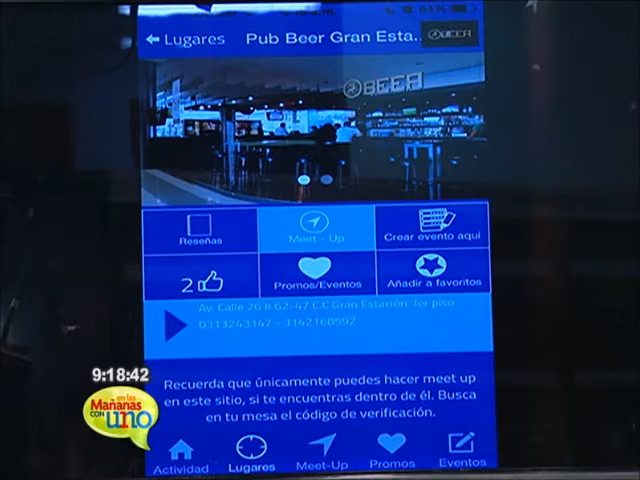 84%
Lugares
Pub Beer Gran Esta..
BEER
BEER
Reseñas
Meet - Up
Crear evento aquí
2
Promos/Eventos
Añadir a favoritos
Av. Calle 26 # 62-47 C.C.Gran Estación 3er piso
0313243147 - 3142168592
Recuerda que únicamente puedes hacer meet up
en este sitio, si te encuentras dentro de él. Busca
en tu mesa el código de verificación.
Actividad
Lugares
Meet-Up
Promos
Eventos
9:18:42
en las
Mañanas
CON
uno